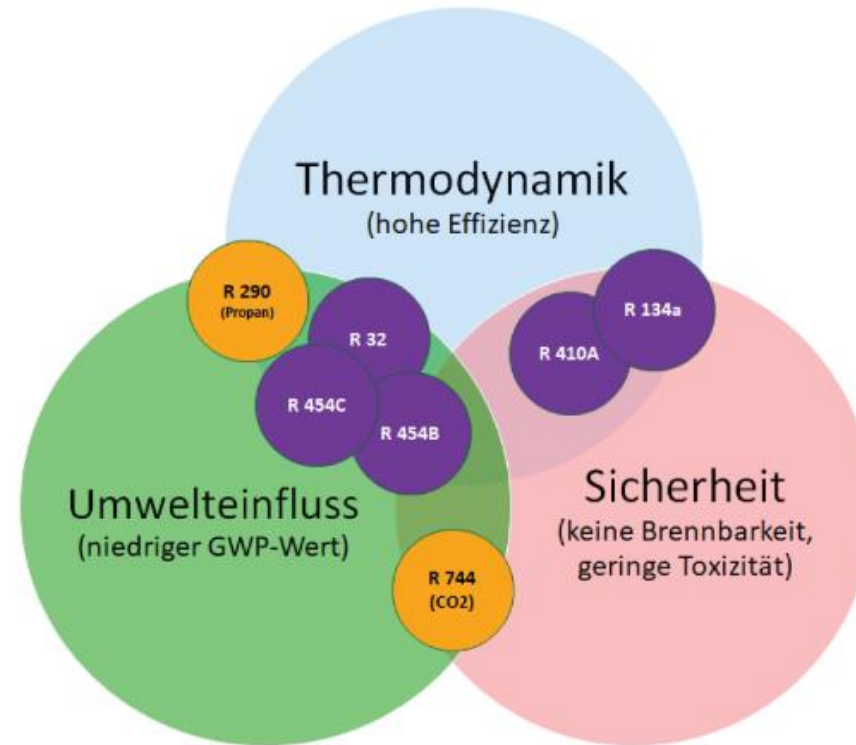 Thermodynamik
(hohe Effizienz)
R 290
(Propan)
R 32
R 134a
R 410A
R 454C
R 454B
Umwelteinfluss
(niedriger GWP-Wert)
Sicherheit
(keine Brennbarkeit,
geringe Toxizität)
R 744
(CO2)